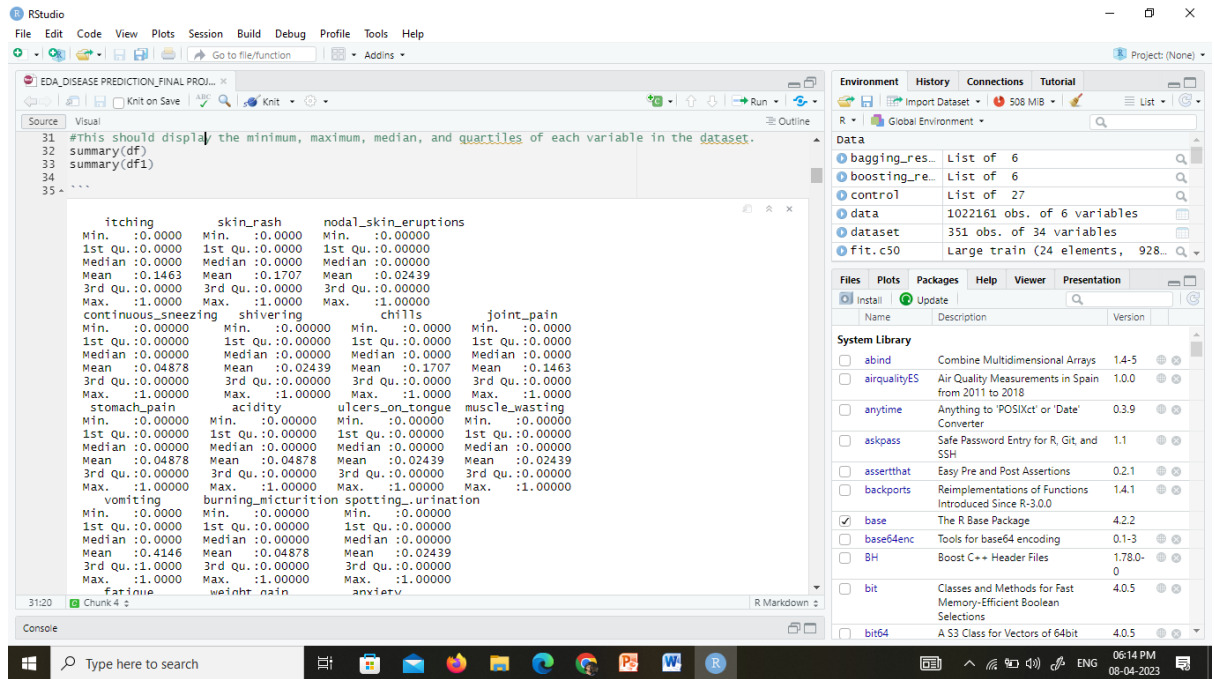 RStudio
File Edit Code View Plots Session Build Debug Profile Tools Help
Go to file/function Addins Project: (None)
EDA_DISEASE PREDICTION_FINAL PROJ...
Knit on Save ABC Knit Run
Source Visual Outline
31 #This should display the minimum, maximum, median, and quartiles of each variable in the dataset.
32 summary(df)
33 summary(df1)
34
35 ```
itching skin_rash nodal_skin_eruptions
Min. :0.0000 Min. :0.0000 Min. :0.00000
1st Qu.:0.0000 1st Qu.:0.0000 1st Qu.:0.00000
Median :0.0000 Median :0.0000 Median :0.00000
Mean :0.1463 Mean :0.1707 Mean :0.02439
3rd Qu.:0.0000 3rd Qu.:0.0000 3rd Qu.:0.00000
Max. :1.0000 Max. :1.0000 Max. :1.00000
continuous_sneezing shivering chills joint_pain
Min. :0.00000 Min. :0.00000 Min. :0.0000 Min. :0.0000
1st Qu.:0.00000 1st Qu.:0.00000 1st Qu.:0.0000 1st Qu.:0.0000
Median :0.00000 Median :0.00000 Median :0.0000 Median :0.0000
Mean :0.04878 Mean :0.02439 Mean :0.1707 Mean :0.1463
3rd Qu.:0.00000 3rd Qu.:0.00000 3rd Qu.:0.0000 3rd Qu.:0.0000
Max. :1.00000 Max. :1.00000 Max. :1.0000 Max. :1.0000
stomach_pain acidity ulcers_on_tongue muscle_wasting
Min. :0.00000 Min. :0.00000 Min. :0.00000 Min. :0.00000
1st Qu.:0.00000 1st Qu.:0.00000 1st Qu.:0.00000 1st Qu.:0.00000
Median :0.00000 Median :0.00000 Median :0.00000 Median :0.00000
Mean :0.04878 Mean :0.04878 Mean :0.02439 Mean :0.02439
3rd Qu.:0.00000 3rd Qu.:0.00000 3rd Qu.:0.00000 3rd Qu.:0.00000
Max. :1.00000 Max. :1.00000 Max. :1.00000 Max. :1.00000
vomiting burning_micturition spotting_.urination
Min. :0.0000 Min. :0.00000 Min. :0.00000
1st Qu.:0.0000 1st Qu.:0.00000 1st Qu.:0.00000
Median :0.0000 Median :0.00000 Median :0.00000
Mean :0.4146 Mean :0.04878 Mean :0.02439
3rd Qu.:1.0000 3rd Qu.:0.00000 3rd Qu.:0.00000
Max. :1.0000 Max. :1.00000 Max. :1.00000
fatigue weight_gain anxiety
31:20 Chunk 4 R Markdown
Console
Environment History Connections Tutorial
Import Dataset 508 MiB List
R Global Environment
Data
bagging_res… List of 6
boosting_re… List of 6
control List of 27
data 1022161 obs. of 6 variables
dataset 351 obs. of 34 variables
fit.c50 Large train (24 elements, 928…
Files Plots Packages Help Viewer Presentation
Install Update
Name Description Version
System Library
abind Combine Multidimensional Arrays 1.4-5
airqualityES Air Quality Measurements in Spain from 2011 to 2018 1.0.0
anytime Anything to 'POSIXct' or 'Date' Converter 0.3.9
askpass Safe Password Entry for R, Git, and SSH 1.1
assertthat Easy Pre and Post Assertions 0.2.1
backports Reimplementations of Functions Introduced Since R-3.0.0 1.4.1
base The R Base Package 4.2.2
base64enc Tools for base64 encoding 0.1-3
BH Boost C++ Header Files 1.78.0-0
bit Classes and Methods for Fast Memory-Efficient Boolean Selections 4.0.5
bit64 A S3 Class for Vectors of 64bit 4.0.5
Type here to search
ENG
06:14 PM
08-04-2023